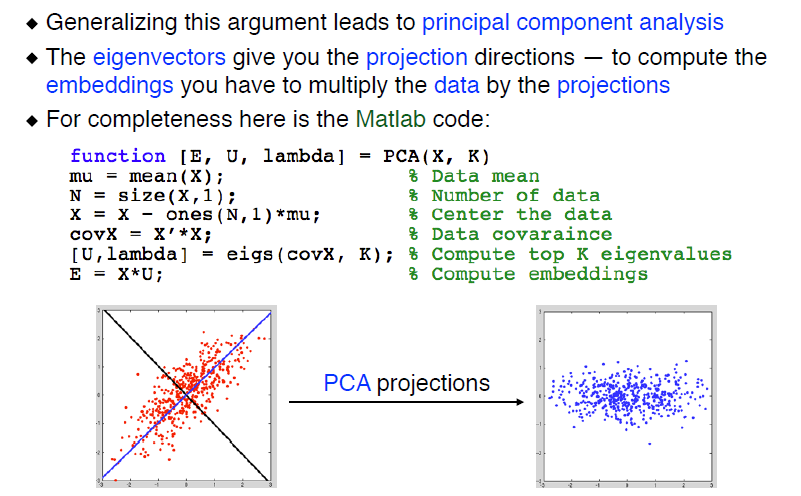 Generalizing this argument leads to principal component analysis
The eigenvectors give you the projection directions — to compute the
embeddings you have to multiply the data by the projections
For completeness here is the Matlab code:
function [E, U, lambda] = PCA(X, K)
mu = mean(X); % Data mean
N = size(X,1); % Number of data
X = X - ones(N,1)*mu; % Center the data
covX = X'*X; % Data covaraince
[U,lambda] = eigs(covX, K); % Compute top K eigenvalues
E = X*U; % Compute embeddings
PCA projections